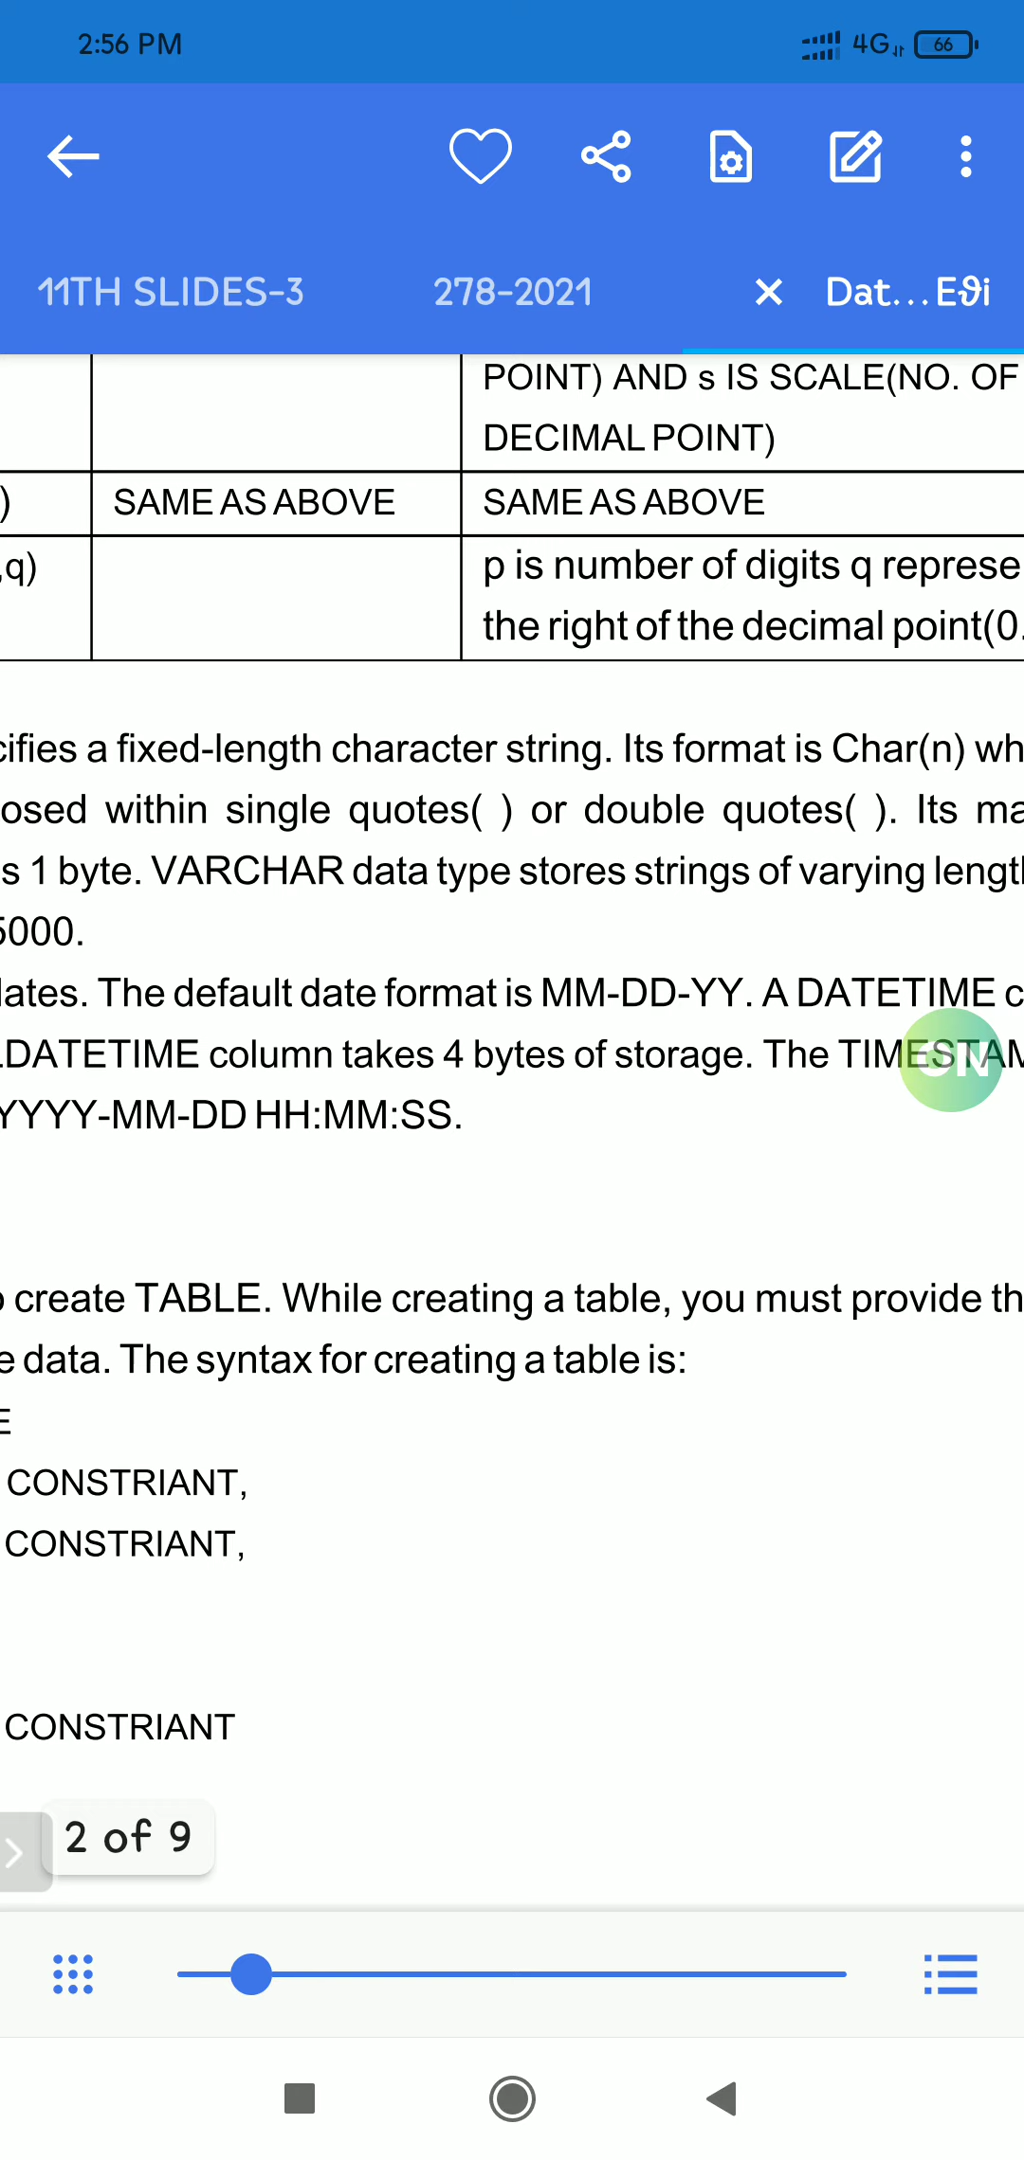 2:56 PM 4G 66
11TH SLIDES-3 278-2021 Dat...Eϑi
POINT) AND s IS SCALE(NO. OF
DECIMAL POINT)
) SAME AS ABOVE SAME AS ABOVE
,q) p is number of digits q represe
the right of the decimal point(0.
cifies a fixed-length character string. Its format is Char(n) wh
osed within single quotes( ) or double quotes( ). Its ma
s 1 byte. VARCHAR data type stores strings of varying lengt
5000.
lates. The default date format is MM-DD-YY. A DATETIME c
.DATETIME column takes 4 bytes of storage. The TIMESTAM
YYYY-MM-DD HH:MM:SS.
ON
o create TABLE. While creating a table, you must provide th
e data. The syntax for creating a table is:
E
CONSTRIANT,
CONSTRIANT,
CONSTRIANT
2 of 9